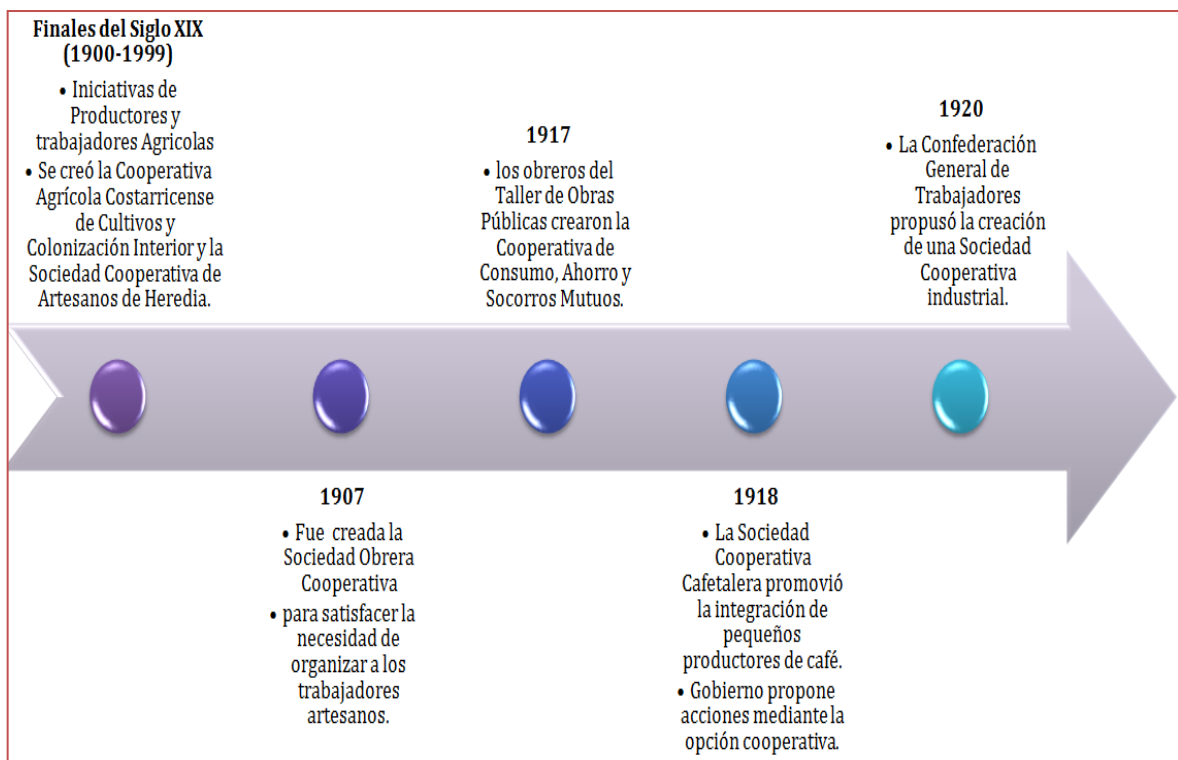 Finales del Siglo XIX
(1900-1999)
• Iniciativas de
Productores y
trabajadores Agricolas
• Se creó la Cooperativa
Agrícola Costarricense
de Cultivos y
Colonización Interior y la
Sociedad Cooperativa de
Artesanos de Heredia.
1907
• Fue creada la
Sociedad Obrera
Cooperativa
• para satisfacer la
necesidad de
organizar a los
trabajadores
artesanos.
1917
• los obreros del
Taller de Obras
Públicas crearon la
Cooperativa de
Consumo, Ahorro y
Socorros Mutuos.
1918
• La Sociedad
Cooperativa
Cafetalera promovió
la integración de
pequeños
productores de café.
• Gobierno propone
acciones mediante la
opción cooperativa.
1920
• La Confederación
General de
Trabajadores
propusó la creación
de una Sociedad
Cooperativa
industrial.